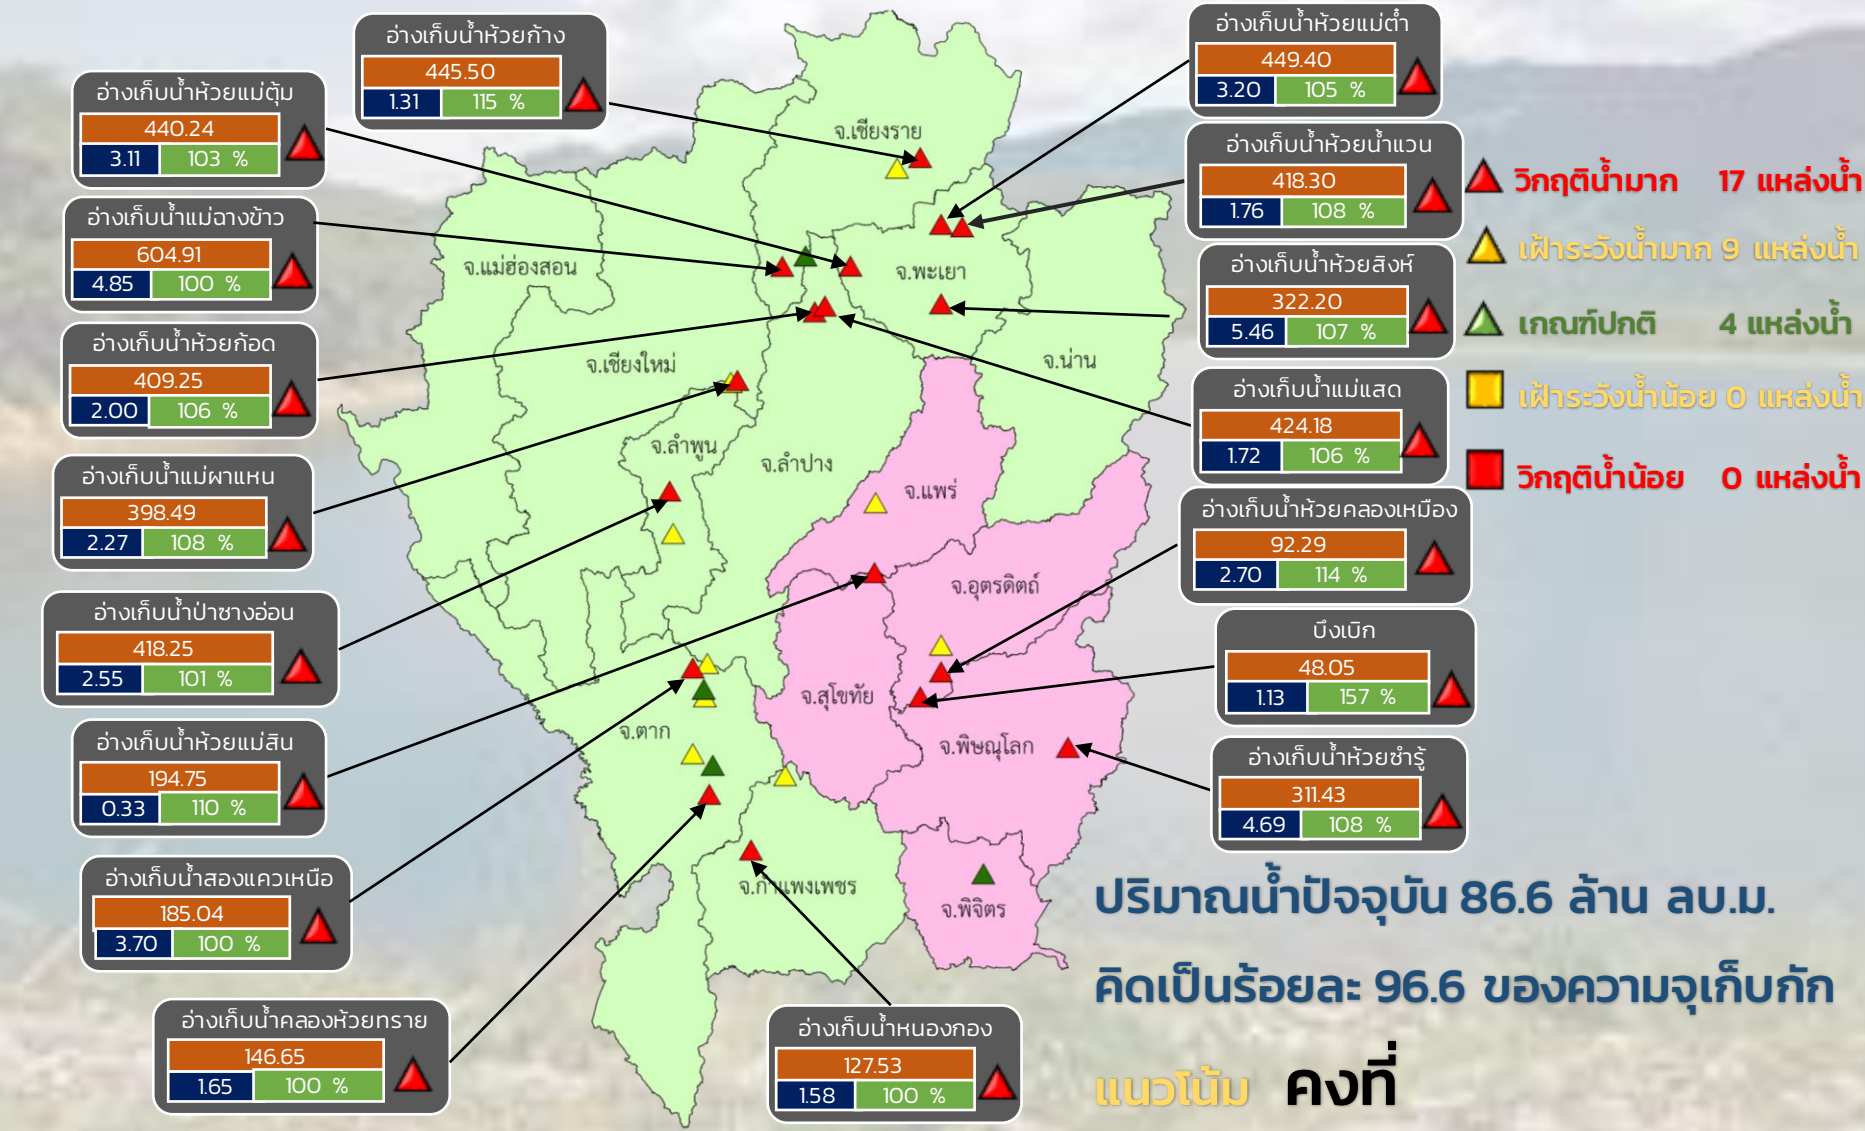 อ่างเก็บน้ำห้วยก้าง
445.50
1.31 115 %
อ่างเก็บน้ำห้วยแม่ต๋ำ
449.40
3.20 105 %
อ่างเก็บน้ำห้วยแม่ตุ้ม
440.24
3.11 103 %
อ่างเก็บน้ำห้วยน้ำแวน
418.30
1.76 108 %
อ่างเก็บน้ำแม่ฉางข้าว
604.91
4.85 100 %
อ่างเก็บน้ำห้วยสิงห์
322.20
5.46 107 %
อ่างเก็บน้ำห้วยก้อด
409.25
2.00 106 %
อ่างเก็บน้ำแม่แสด
424.18
1.72 106 %
อ่างเก็บน้ำแม่ผาแหน
398.49
2.27 108 %
อ่างเก็บน้ำห้วยคลองเหมือง
92.29
2.70 114 %
อ่างเก็บน้ำป่าซางอ่อน
418.25
2.55 101 %
บึงเบิก
48.05
1.13 157 %
อ่างเก็บน้ำห้วยแม่สิน
194.75
0.33 110 %
อ่างเก็บน้ำห้วยซำรู้
311.43
4.69 108 %
อ่างเก็บน้ำสองแควเหนือ
185.04
3.70 100 %
อ่างเก็บน้ำคลองห้วยทราย
146.65
1.65 100 %
อ่างเก็บน้ำหนองกอง
127.53
1.58 100 %
จ.เชียงราย
จ.แม่ฮ่องสอน
จ.พะเยา
จ.เชียงใหม่
จ.น่าน
จ.ลำพูน
จ.ลำปาง
จ.แพร่
จ.อุตรดิตถ์
จ.สุโขทัย
จ.ตาก
จ.พิษณุโลก
จ.กำแพงเพชร
จ.พิจิตร
วิกฤติน้ำมาก 17 แหล่งน้ำ
เฝ้าระวังน้ำมาก 9 แหล่งน้ำ
เกณฑ์ปกติ 4 แหล่งน้ำ
เฝ้าระวังน้ำน้อย 0 แหล่งน้ำ
วิกฤติน้ำน้อย 0 แหล่งน้ำ
ปริมาณน้ำปัจจุบัน 86.6 ล้าน ลบ.ม.
คิดเป็นร้อยละ 96.6 ของความจุเก็บกัก
แนวโน้ม คงที่